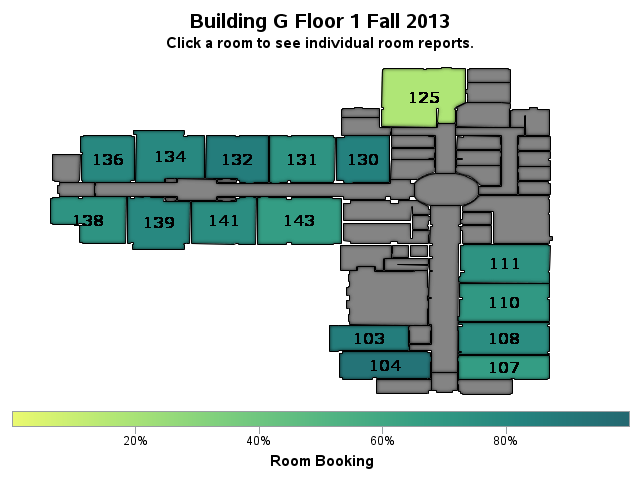 Building G Floor 1 Fall 2013
Click a room to see individual room reports.
125
136 134 132 131 130
138 139 141 143
111
110
103 108
104 107
20% 40% 60% 80%
Room Booking